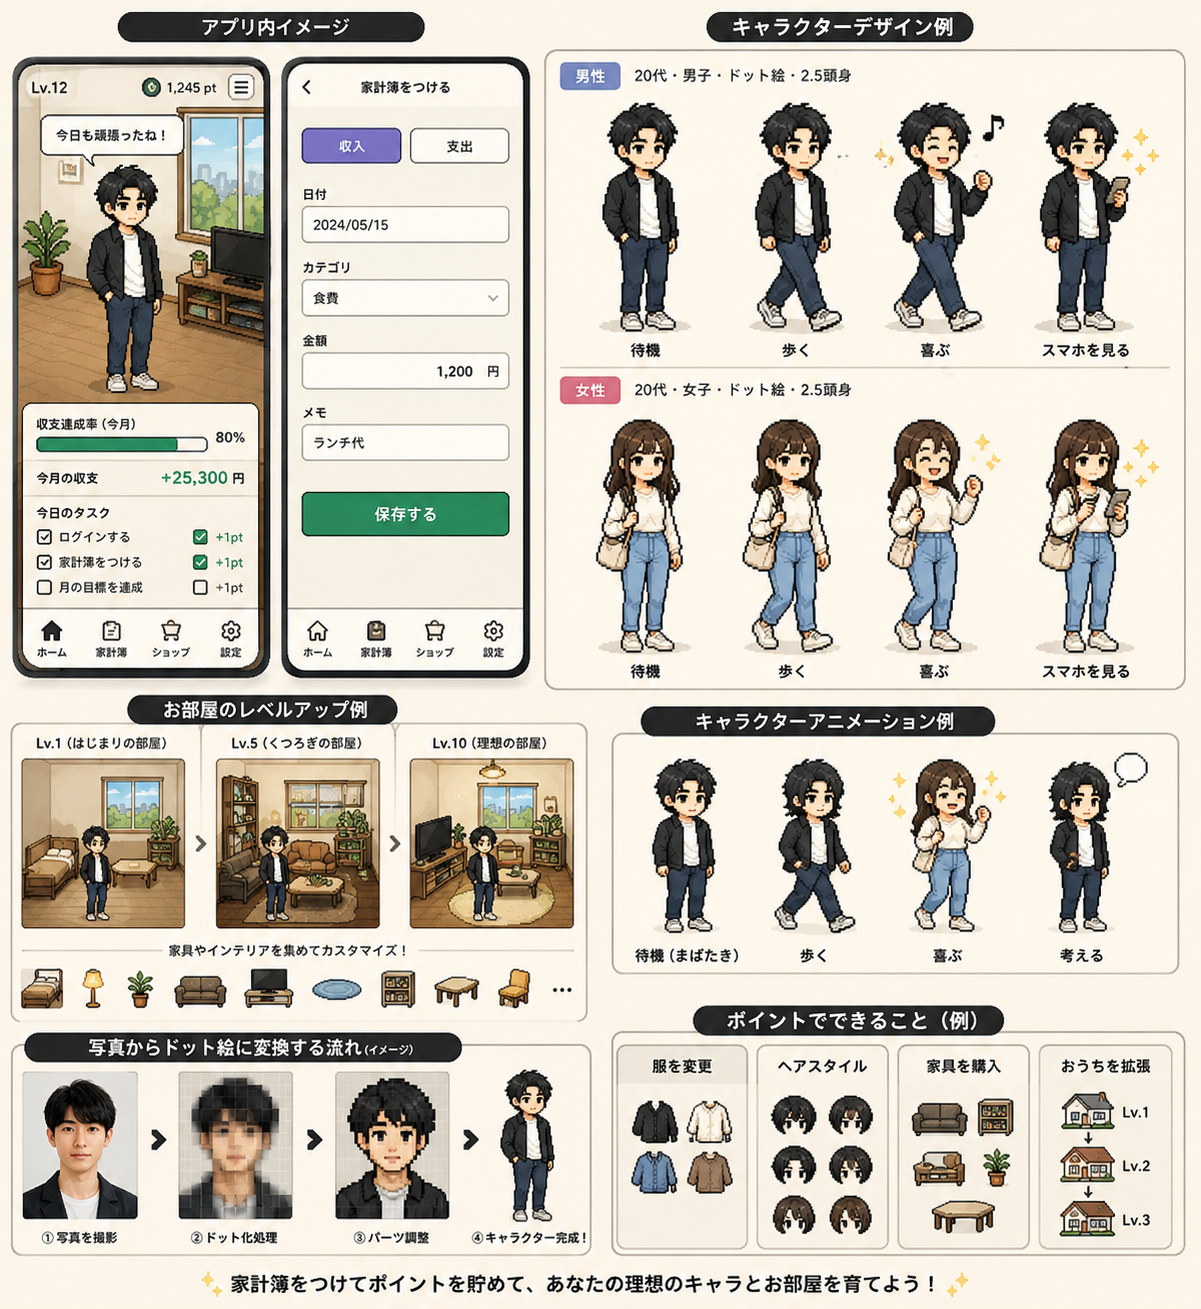 アプリ内イメージ
Lv.12
1,245 pt
今日も頑張ったね！
収支達成率（今月）
80%
今月の収支
+25,300 円
今日のタスク
ログインする
+1pt
家計簿をつける
+1pt
月の目標を達成
+1pt
ホーム
家計簿
ショップ
設定
家計簿をつける
収入
支出
日付
2024/05/15
カテゴリ
食費
金額
1,200 円
メモ
ランチ代
保存する
ホーム
家計簿
ショップ
設定
キャラクターデザイン例
男性
20代・男子・ドット絵・2.5頭身
待機
歩く
喜ぶ
スマホを見る
女性
20代・女子・ドット絵・2.5頭身
待機
歩く
喜ぶ
スマホを見る
お部屋のレベルアップ例
Lv.1（はじまりの部屋）
Lv.5（くつろぎの部屋）
Lv.10（理想の部屋）
家具やインテリアを集めてカスタマイズ！
…
キャラクターアニメーション例
待機（まばたき）
歩く
喜ぶ
考える
写真からドット絵に変換する流れ（イメージ）
①写真を撮影
②ドット化処理
③パーツ調整
④キャラクター完成！
ポイントでできること（例）
服を変更
ヘアスタイル
家具を購入
おうちを拡張
Lv.1
Lv.2
Lv.3
家計簿をつけてポイントを貯めて、あなたの理想のキャラとお部屋を育てよう！